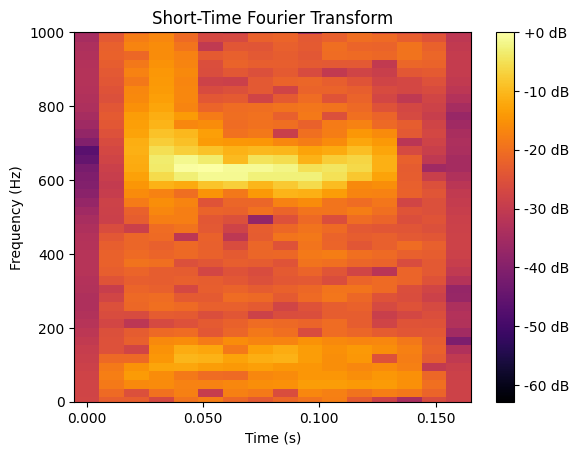 Short-Time Fourier Transform
1000
800
600
400
200
0
Frequency (Hz)
0.000
0.050
0.100
0.150
Time (s)
+0 dB
-10 dB
-20 dB
-30 dB
-40 dB
-50 dB
-60 dB